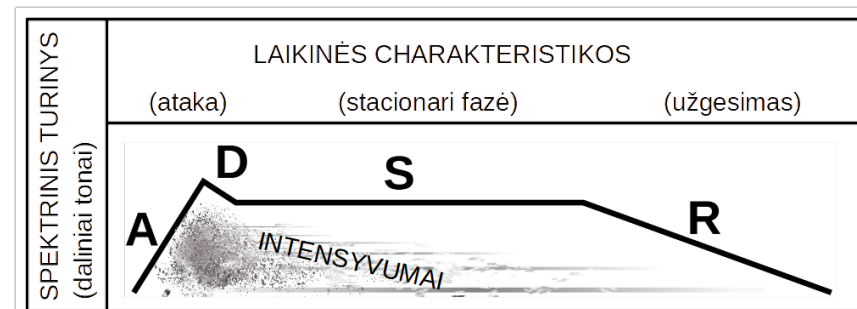 SPEKTRINIS TURINYS
(daliniai tonai)
LAIKINĖS CHARAKTERISTIKOS
(ataka) (stacionari fazė) (užgesimas)
A D S R
INTENSYVUMAI